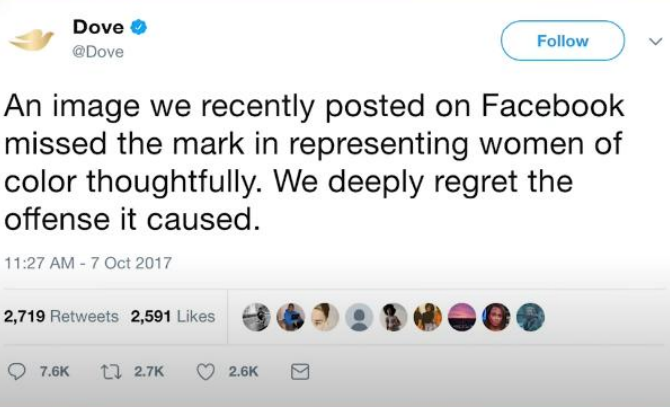 Dove
@Dove
Follow
An image we recently posted on Facebook
missed the mark in representing women of
color thoughtfully. We deeply regret the
offense it caused.
11:27 AM - 7 Oct 2017
2,719 Retweets 2,591 Likes
7.6K 2.7K 2.6K